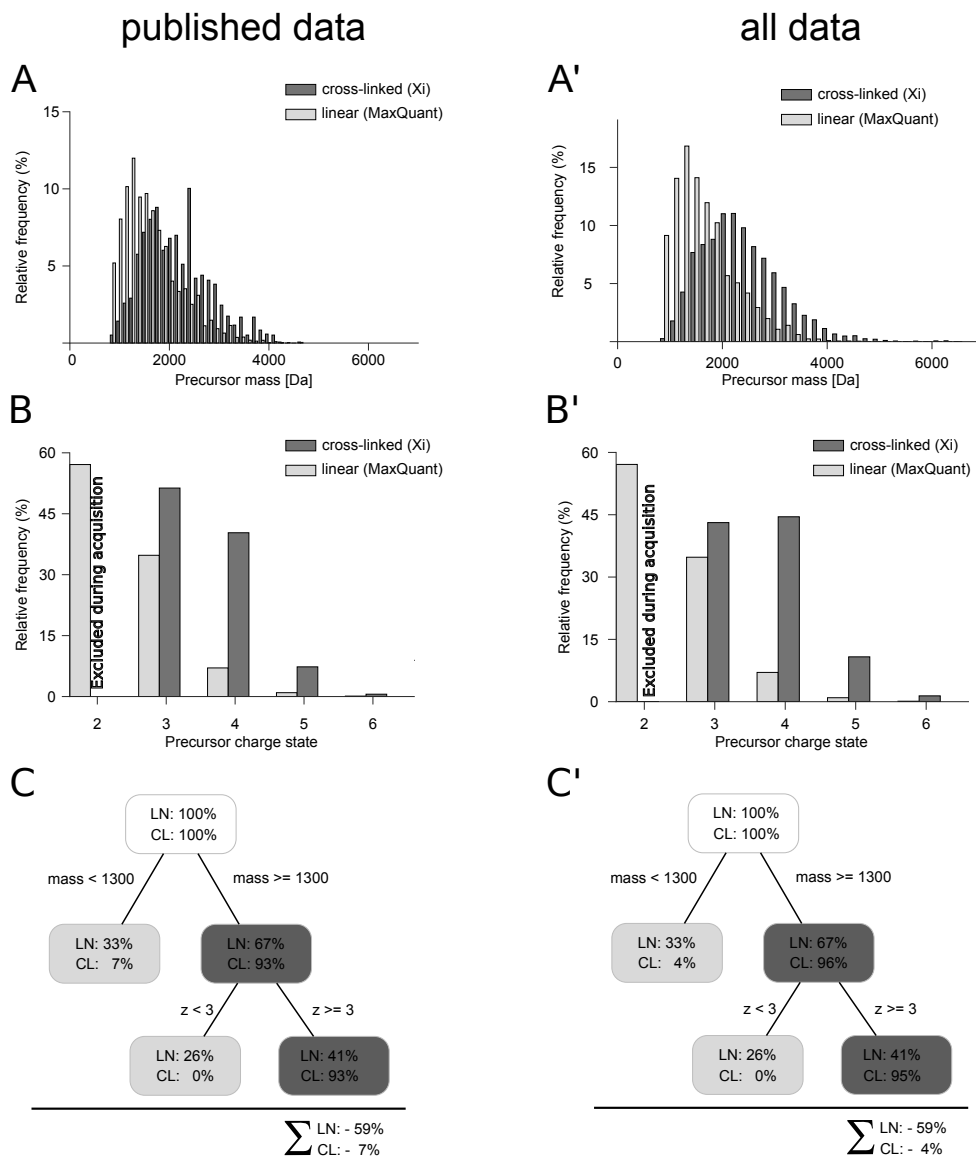 published data
all data
A
cross-linked (Xi)
linear (MaxQuant)
Relative frequency (%)
15
10
5
0
2000
4000
6000
Precursor mass [Da]
A'
cross-linked (Xi)
linear (MaxQuant)
Relative frequency (%)
15
10
5
0
2000
4000
6000
Precursor mass [Da]
B
cross-linked (Xi)
linear (MaxQuant)
Relative frequency (%)
60
45
30
15
0
Excluded during acquisition
2
3
4
5
6
Precursor charge state
B'
cross-linked (Xi)
linear (MaxQuant)
Relative frequency (%)
60
45
30
15
0
Excluded during acquisition
2
3
4
5
6
Precursor charge state
C
LN: 100%
CL: 100%
mass < 1300
mass >= 1300
LN: 33%
CL: 7%
LN: 67%
CL: 93%
z < 3
z >= 3
LN: 26%
CL: 0%
LN: 41%
CL: 93%
∑ LN: - 59%
CL: - 7%
C'
LN: 100%
CL: 100%
mass < 1300
mass >= 1300
LN: 33%
CL: 4%
LN: 67%
CL: 96%
z < 3
z >= 3
LN: 26%
CL: 0%
LN: 41%
CL: 95%
∑ LN: - 59%
CL: - 4%